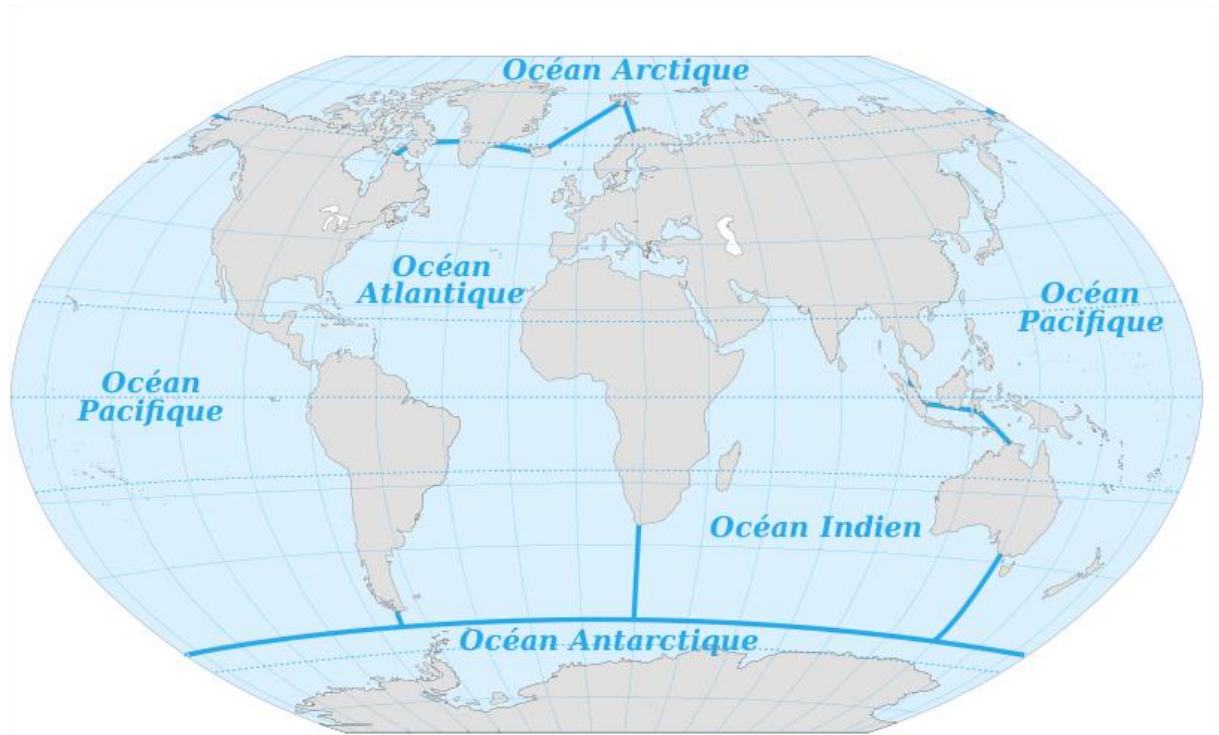 Océan Arctique
Océan
Atlantique
Océan
Pacifique
Océan
Pacifique
Océan Indien
Océan Antarctique